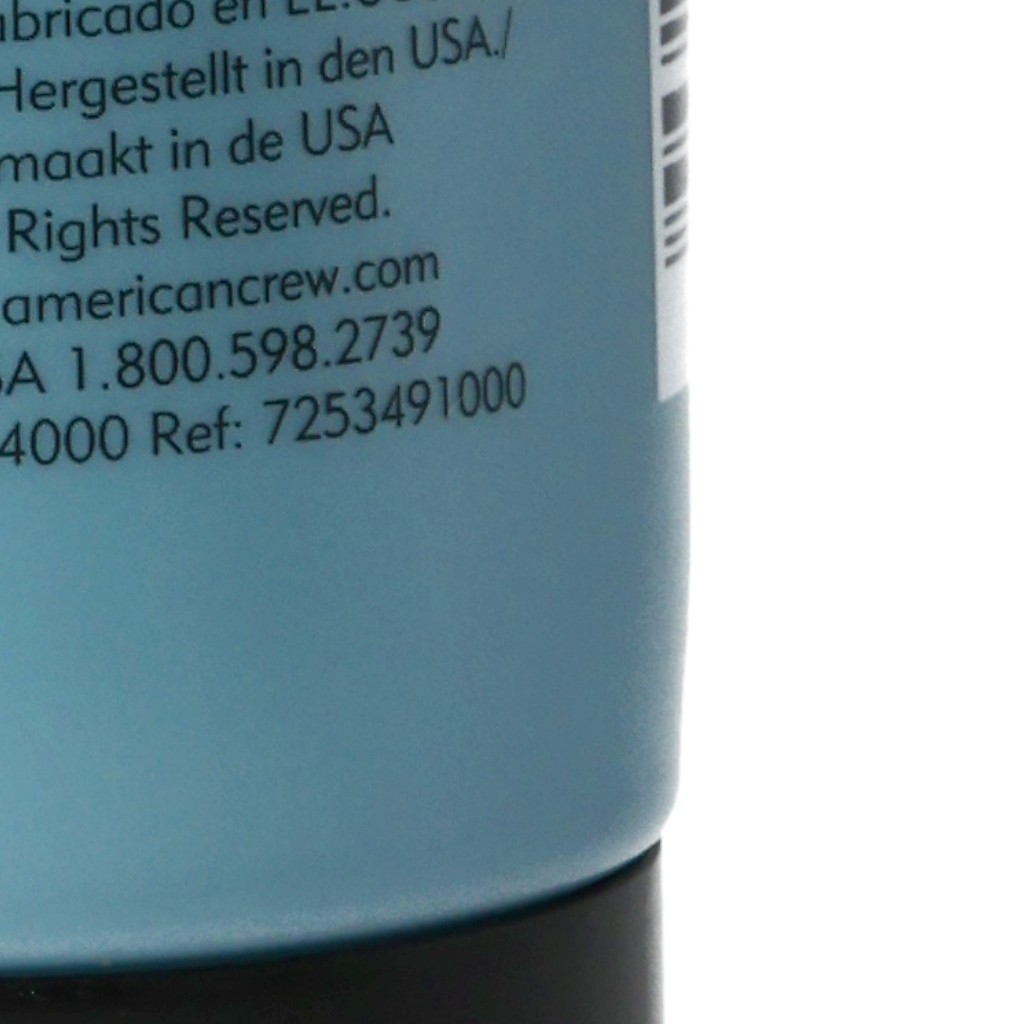 en
Hergestellt in den USA./
maakt in de USA
Rights Reserved.
americancrew.com
1.800.598.2739
4000 Ref: 7253491000